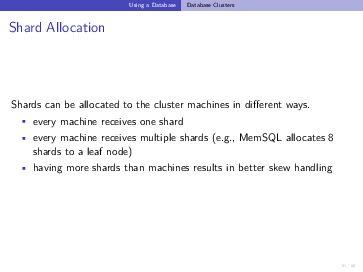 Using a Database Database Clusters
Shard Allocation
Shards can be allocated to the cluster machines in different ways.
every machine receives one shard
every machine receives multiple shards (e.g., MemSQL allocates 8
shards to a leaf node)
having more shards than machines results in better skew handling